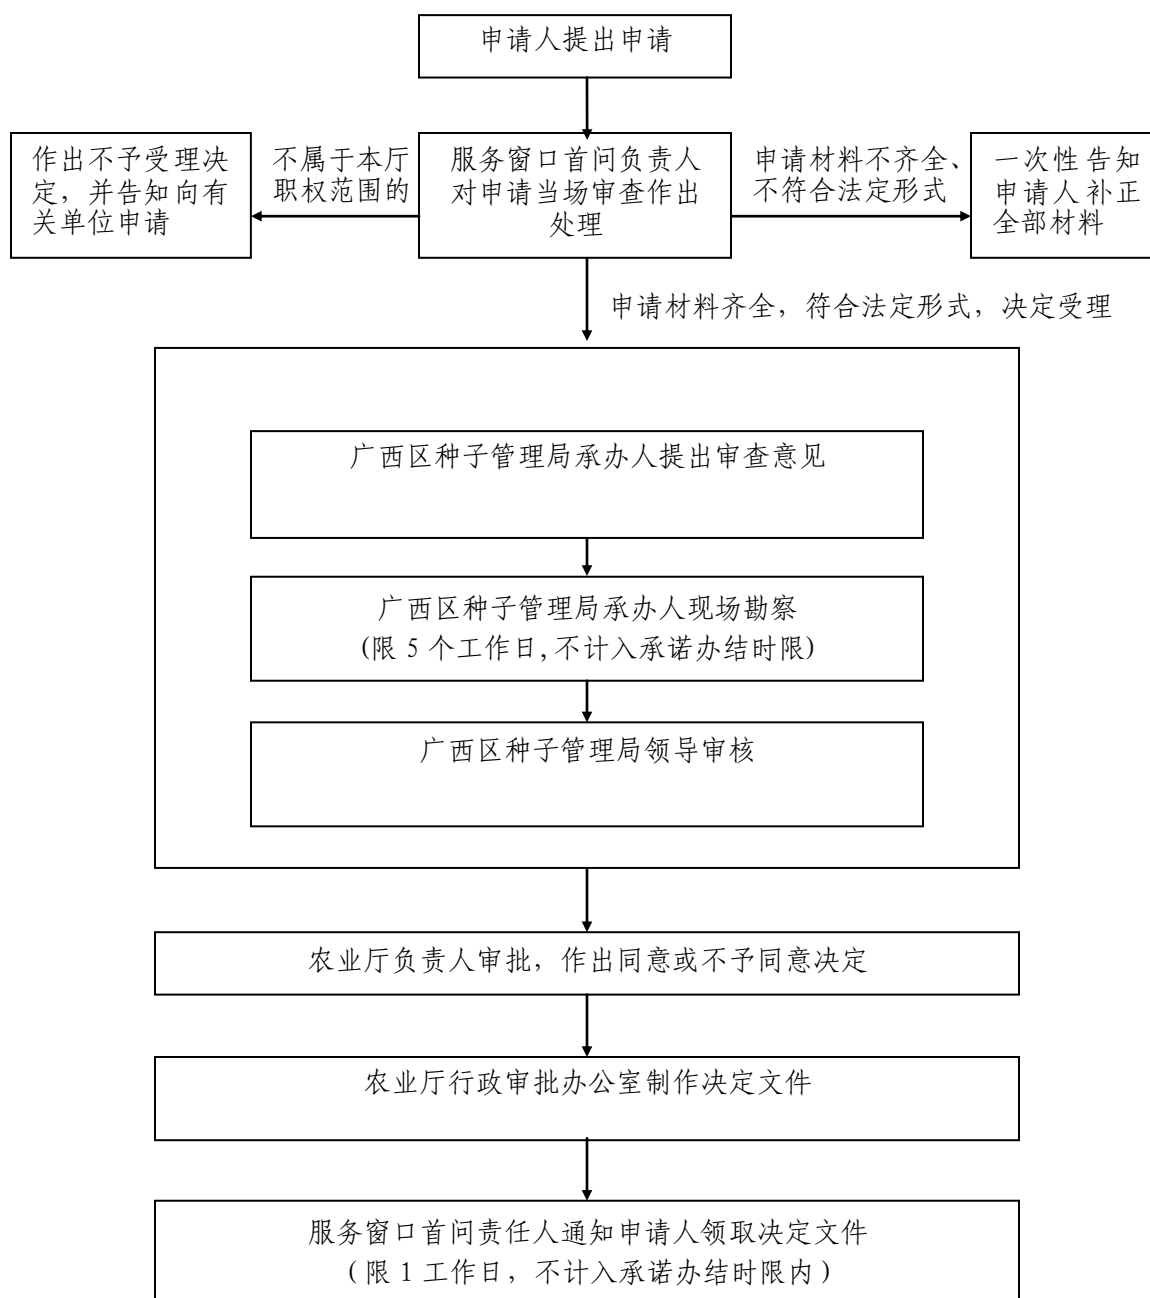 申请人提出申请
作出不予受理决
定，并告知向有
关单位申请
不属于本厅
职权范围的
服务窗口首问负责人
对申请当场审查作出
处理
申请材料不齐全、
不符合法定形式
一次性告知
申请人补正
全部材料
申请材料齐全，符合法定形式，决定受理
广西区种子管理局承办人提出审查意见
广西区种子管理局承办人现场勘察
(限 5 个工作日,不计入承诺办结时限)
广西区种子管理局领导审核
农业厅负责人审批，作出同意或不予同意决定
农业厅行政审批办公室制作决定文件
服务窗口首问责任人通知申请人领取决定文件
（限 1 工作日，不计入承诺办结时限内）